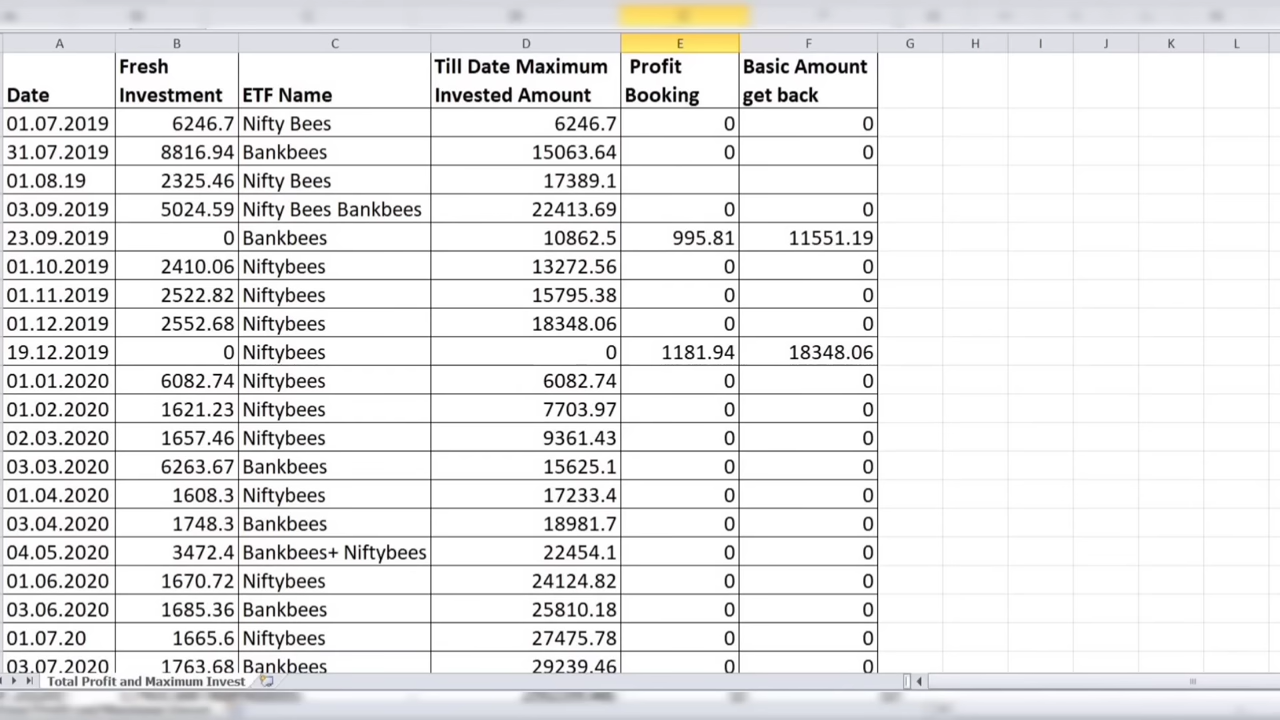 A B C D E F G H I J K L
Fresh Till Date Maximum Profit Basic Amount
Date Investment ETF Name Invested Amount Booking get back
01.07.2019 6246.7 Nifty Bees 6246.7 0 0
31.07.2019 8816.94 Bankbees 15063.64 0 0
01.08.19 2325.46 Nifty Bees 17389.1
03.09.2019 5024.59 Nifty Bees Bankbees 22413.69 0 0
23.09.2019 0 Bankbees 10862.5 995.81 11551.19
01.10.2019 2410.06 Niftybees 13272.56 0 0
01.11.2019 2522.82 Niftybees 15795.38 0 0
01.12.2019 2552.68 Niftybees 18348.06 0 0
19.12.2019 0 Niftybees 0 1181.94 18348.06
01.01.2020 6082.74 Niftybees 6082.74 0 0
01.02.2020 1621.23 Niftybees 7703.97 0 0
02.03.2020 1657.46 Niftybees 9361.43 0 0
03.03.2020 6263.67 Bankbees 15625.1 0 0
01.04.2020 1608.3 Niftybees 17233.4 0 0
03.04.2020 1748.3 Bankbees 18981.7 0 0
04.05.2020 3472.4 Bankbees+ Niftybees 22454.1 0 0
01.06.2020 1670.72 Niftybees 24124.82 0 0
03.06.2020 1685.36 Bankbees 25810.18 0 0
01.07.20 1665.6 Niftybees 27475.78 0 0
03.07.2020 1763.68 Bankbees 29239.46 0 0
Total Profit and Maximum Invest